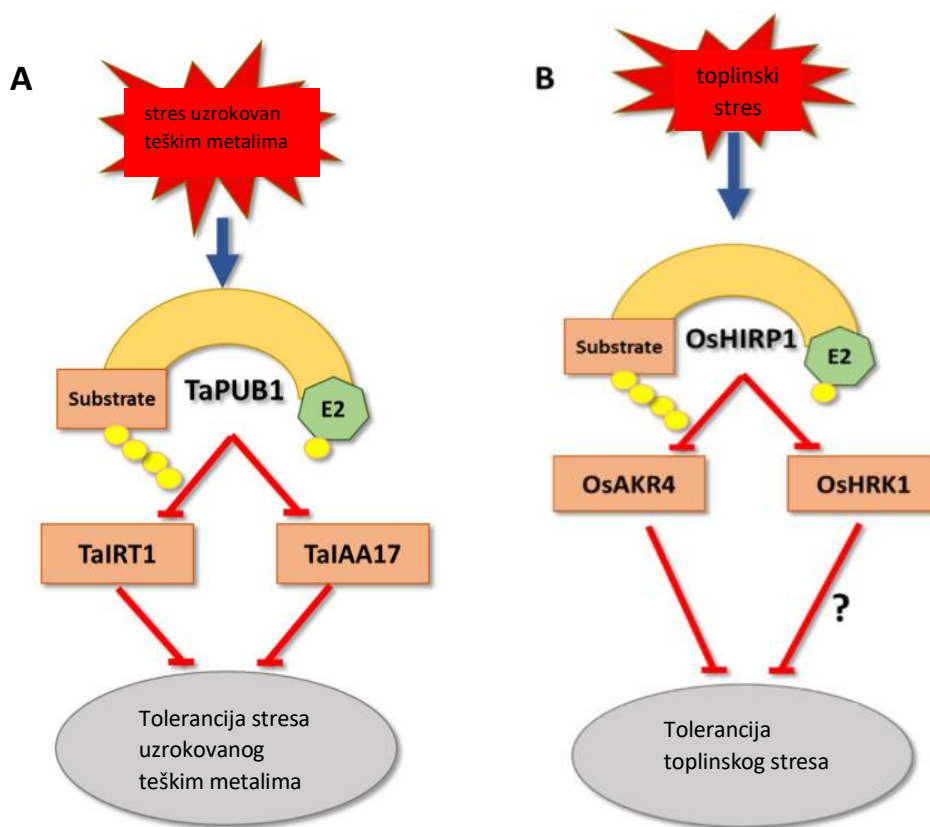 A
stres uzrokovan
teškim metalima
Substrate
TaPUB1
E2
TaIRT1
TaIAA17
Tolerancija stresa
uzrokovanog
teškim metalima
B
toplinski
stres
Substrate
OsHIRP1
E2
OsAKR4
OsHRK1
?
Tolerancija
toplinskog stresa